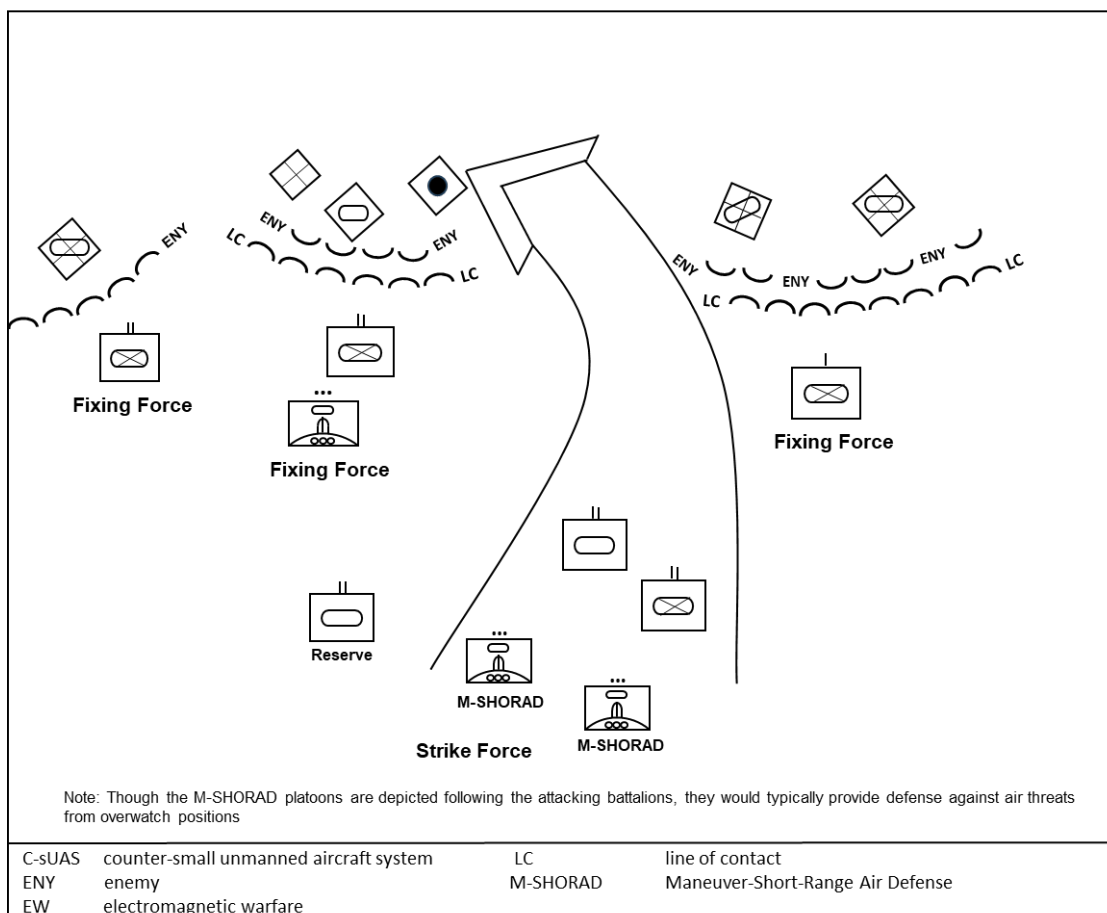 ENY
ENY
ENY
LC
LC
ENY
ENY
ENY
LC
LC
Fixing Force
Fixing Force
Fixing Force
Reserve
M-SHORAD
Strike Force
M-SHORAD
Note: Though the M-SHORAD platoons are depicted following the attacking battalions, they would typically provide defense against air threats
from overwatch positions
C-sUAS counter-small unmanned aircraft system LC line of contact
ENY enemy M-SHORAD Maneuver-Short-Range Air Defense
EW electromagnetic warfare